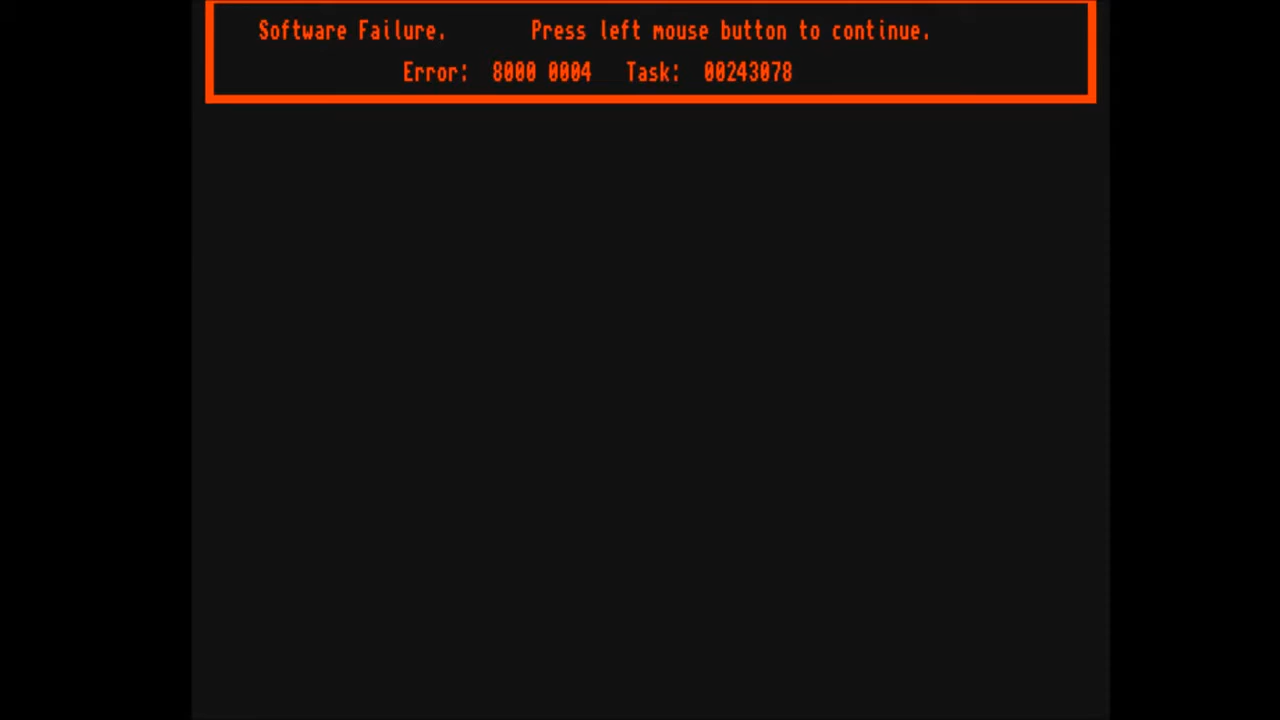 Software Failure. Press left mouse button to continue.
Error: 8000 0004 Task: 00243078